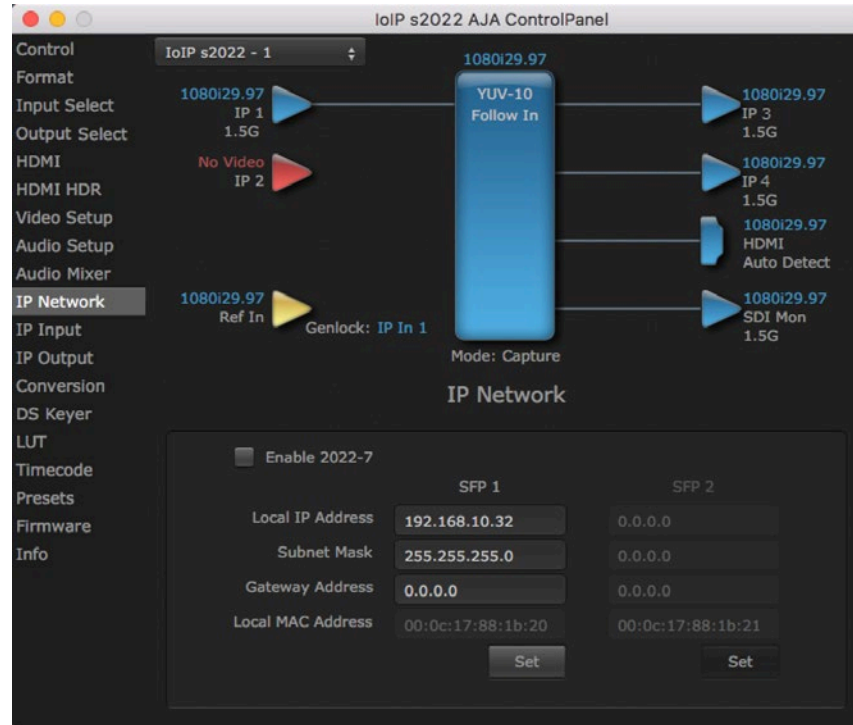 IoIP s2022 AJA ControlPanel
Control
Format
Input Select
Output Select
HDMI
HDMI HDR
Video Setup
Audio Setup
Audio Mixer
IP Network
IP Input
IP Output
Conversion
DS Keyer
LUT
Timecode
Presets
Firmware
Info
IoIP s2022 - 1
1080i29.97
YUV-10
Follow In
1080i29.97
IP 1
1.5G
No Video
IP 2
1080i29.97
Ref In
Genlock: IP In 1
Mode: Capture
1080i29.97
IP 3
1.5G
1080i29.97
IP 4
1.5G
1080i29.97
HDMI
Auto Detect
1080i29.97
SDI Mon
1.5G
IP Network
Enable 2022-7
SFP 1 SFP 2
Local IP Address 192.168.10.32 0.0.0.0
Subnet Mask 255.255.255.0 0.0.0.0
Gateway Address 0.0.0.0 0.0.0.0
Local MAC Address 00:0c:17:88:1b:20 00:0c:17:88:1b:21
Set Set